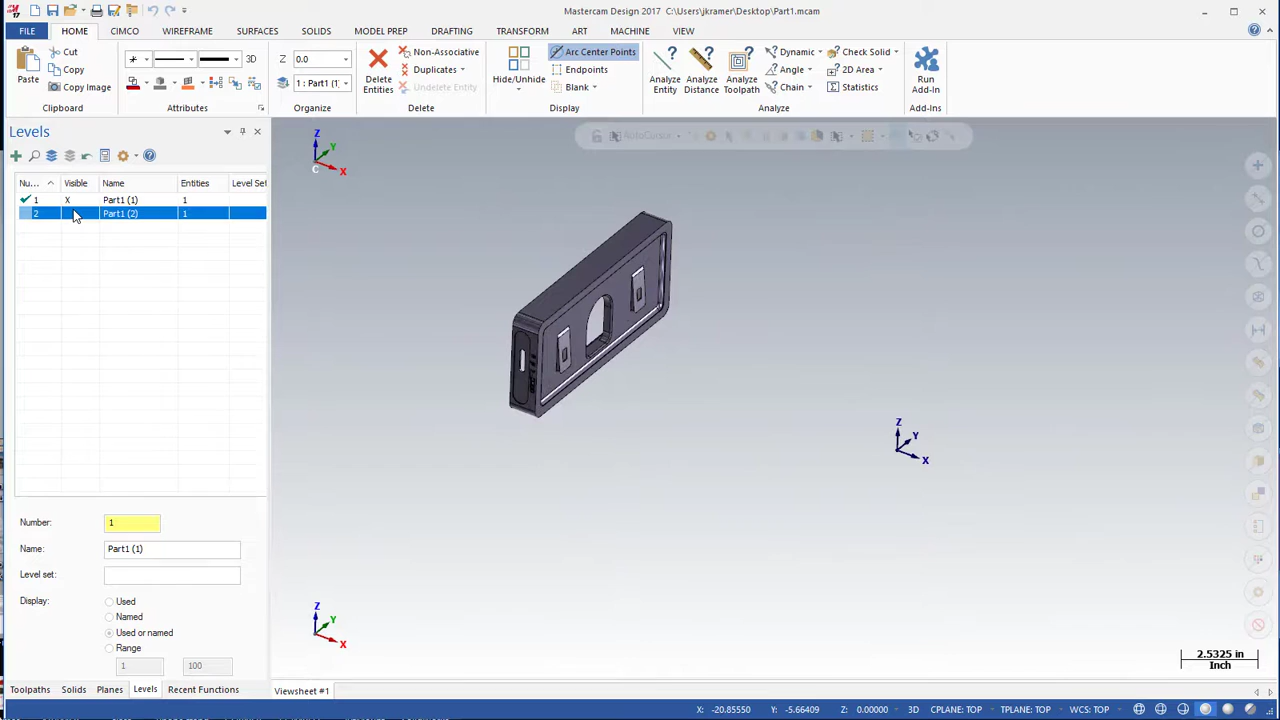 17
Mastercam Design 2017 C:\Users\jkramer\Desktop\Part1.mcam
FILE HOME CIMCO WIREFRAME SURFACES SOLIDS MODEL PREP DRAFTING TRANSFORM ART MACHINE VIEW
Paste
Cut
Copy
Copy Image
Clipboard
3D
Attributes
Z 0.0
1 : Part1 (1)
Organize
Delete
Entities
Non-Associative
Duplicates
Undelete Entity
Delete
Hide/Unhide
Arc Center Points
Endpoints
Blank
Display
Analyze
Entity
Analyze
Distance
Analyze
Toolpath
Dynamic
Angle
Chain
Check Solid
2D Area
Statistics
Analyze
Run
Add-In
Add-Ins
Levels
AutoCursor
Nu... Visible Name Entities Level Set
1 X Part1 (1) 1
2 Part1 (2) 1
Number: 1
Name: Part1 (1)
Level set:
Display: Used
Named
Used or named
Range
1 100
Z
Y
X
C
Z
Y
X
Z
Y
X
2.5325 in
Inch
Toolpaths Solids Planes Levels Recent Functions
Viewsheet #1
X: -20.85550 Y: -5.66409 Z: 0.00000 3D CPLANE: TOP TPLANE: TOP WCS: TOP